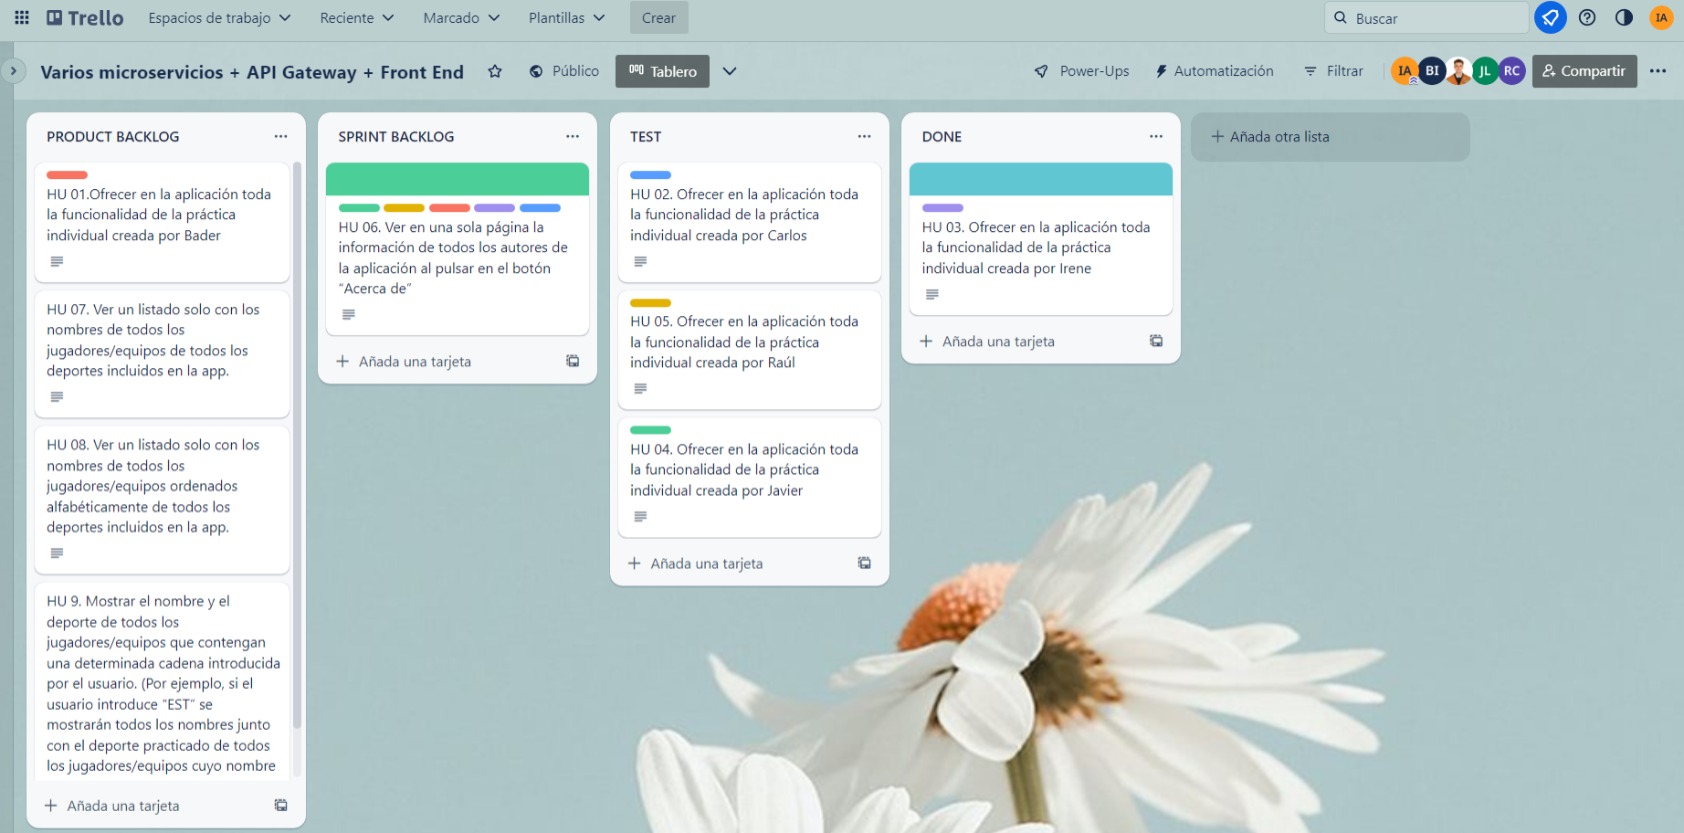 Trello
Espacios de trabajo
Reciente
Marcado
Plantillas
Crear
Buscar
IA
Varios microservicios + API Gateway + Front End
Público
Tablero
Power-Ups
Automatización
Filtrar
IA
BI
JL
RC
Compartir
PRODUCT BACKLOG
HU 01.Ofrecer en la aplicación toda
la funcionalidad de la práctica
individual creada por Bader
HU 07. Ver un listado solo con los
nombres de todos los
jugadores/equipos de todos los
deportes incluidos en la app.
HU 08. Ver un listado solo con los
nombres de todos los
jugadores/equipos ordenados
alfabéticamente de todos los
deportes incluidos en la app.
HU 9. Mostrar el nombre y el
deporte de todos los
jugadores/equipos que contengan
una determinada cadena introducida
por el usuario. (Por ejemplo, si el
usuario introduce “EST” se
mostrarán todos los nombres junto
con el deporte practicado de todos
los jugadores/equipos cuyo nombre
Añada una tarjeta
SPRINT BACKLOG
HU 06. Ver en una sola página la
información de todos los autores de
la aplicación al pulsar en el botón
“Acerca de”
Añada una tarjeta
TEST
HU 02. Ofrecer en la aplicación toda
la funcionalidad de la práctica
individual creada por Carlos
HU 05. Ofrecer en la aplicación toda
la funcionalidad de la práctica
individual creada por Raúl
HU 04. Ofrecer en la aplicación toda
la funcionalidad de la práctica
individual creada por Javier
Añada una tarjeta
DONE
HU 03. Ofrecer en la aplicación toda
la funcionalidad de la práctica
individual creada por Irene
Añada una tarjeta
Añada otra lista